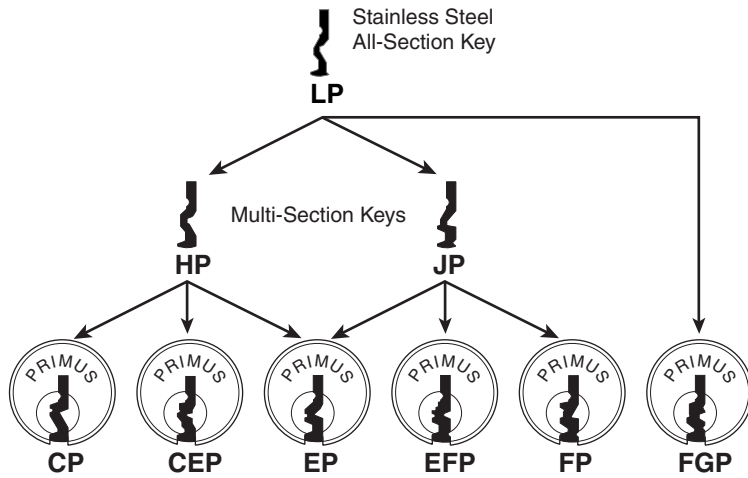 Stainless Steel
All-Section Key
LP
Multi-Section Keys
HP
JP
PRIMUS
PRIMUS
PRIMUS
PRIMUS
PRIMUS
PRIMUS
CP
CEP
EP
EFP
FP
FGP